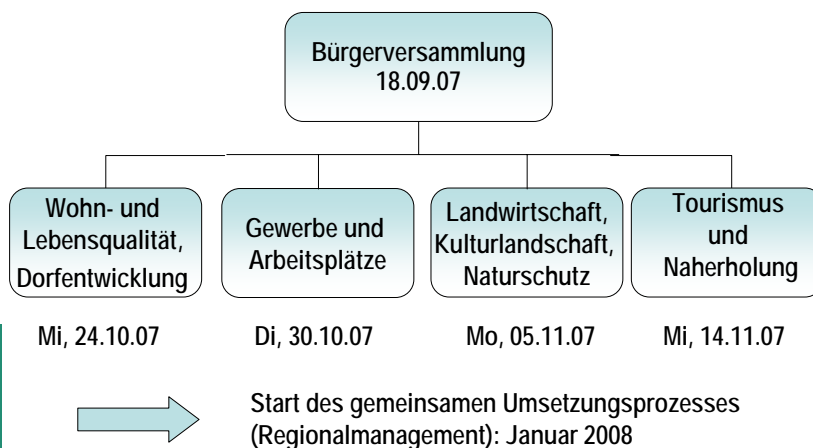 Bürgerversammlung
18.09.07
Wohn- und
Lebensqualität,
Dorfentwicklung
Gewerbe und
Arbeitsplätze
Landwirtschaft,
Kulturlandschaft,
Naturschutz
Tourismus
und
Naherholung
Mi, 24.10.07
Di, 30.10.07
Mo, 05.11.07
Mi, 14.11.07
Start des gemeinsamen Umsetzungsprozesses
(Regionalmanagement): Januar 2008